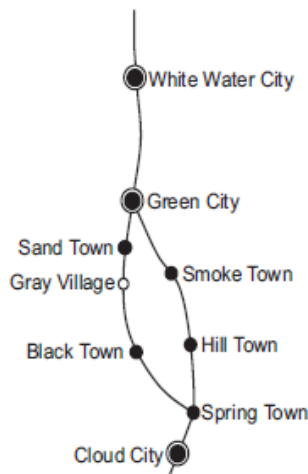 White Water City
Green City
Sand Town
Smoke Town
Gray Village
Hill Town
Black Town
Spring Town
Cloud City